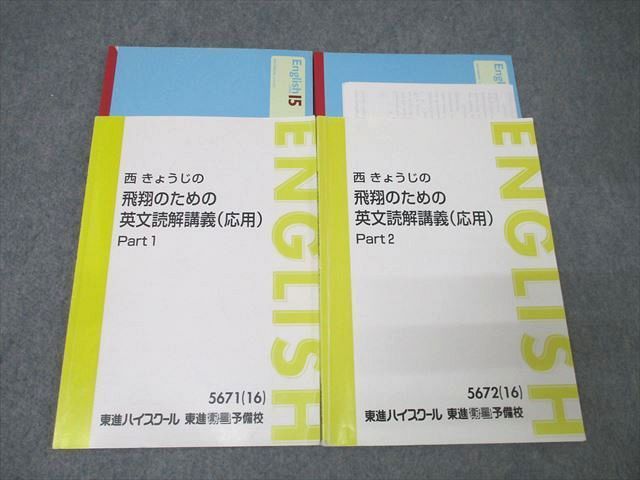 English 15
Eng
ENGLISH
西 きょうじの
飛翔のための
英文読解講義(応用)
Part 1
5671(16)
東進ハイスクール 東進衛星予備校
ENGLISH
西 きょうじの
飛翔のための
英文読解講義(応用)
Part 2
5672(16)
東進ハイスクール 東進衛星予備校